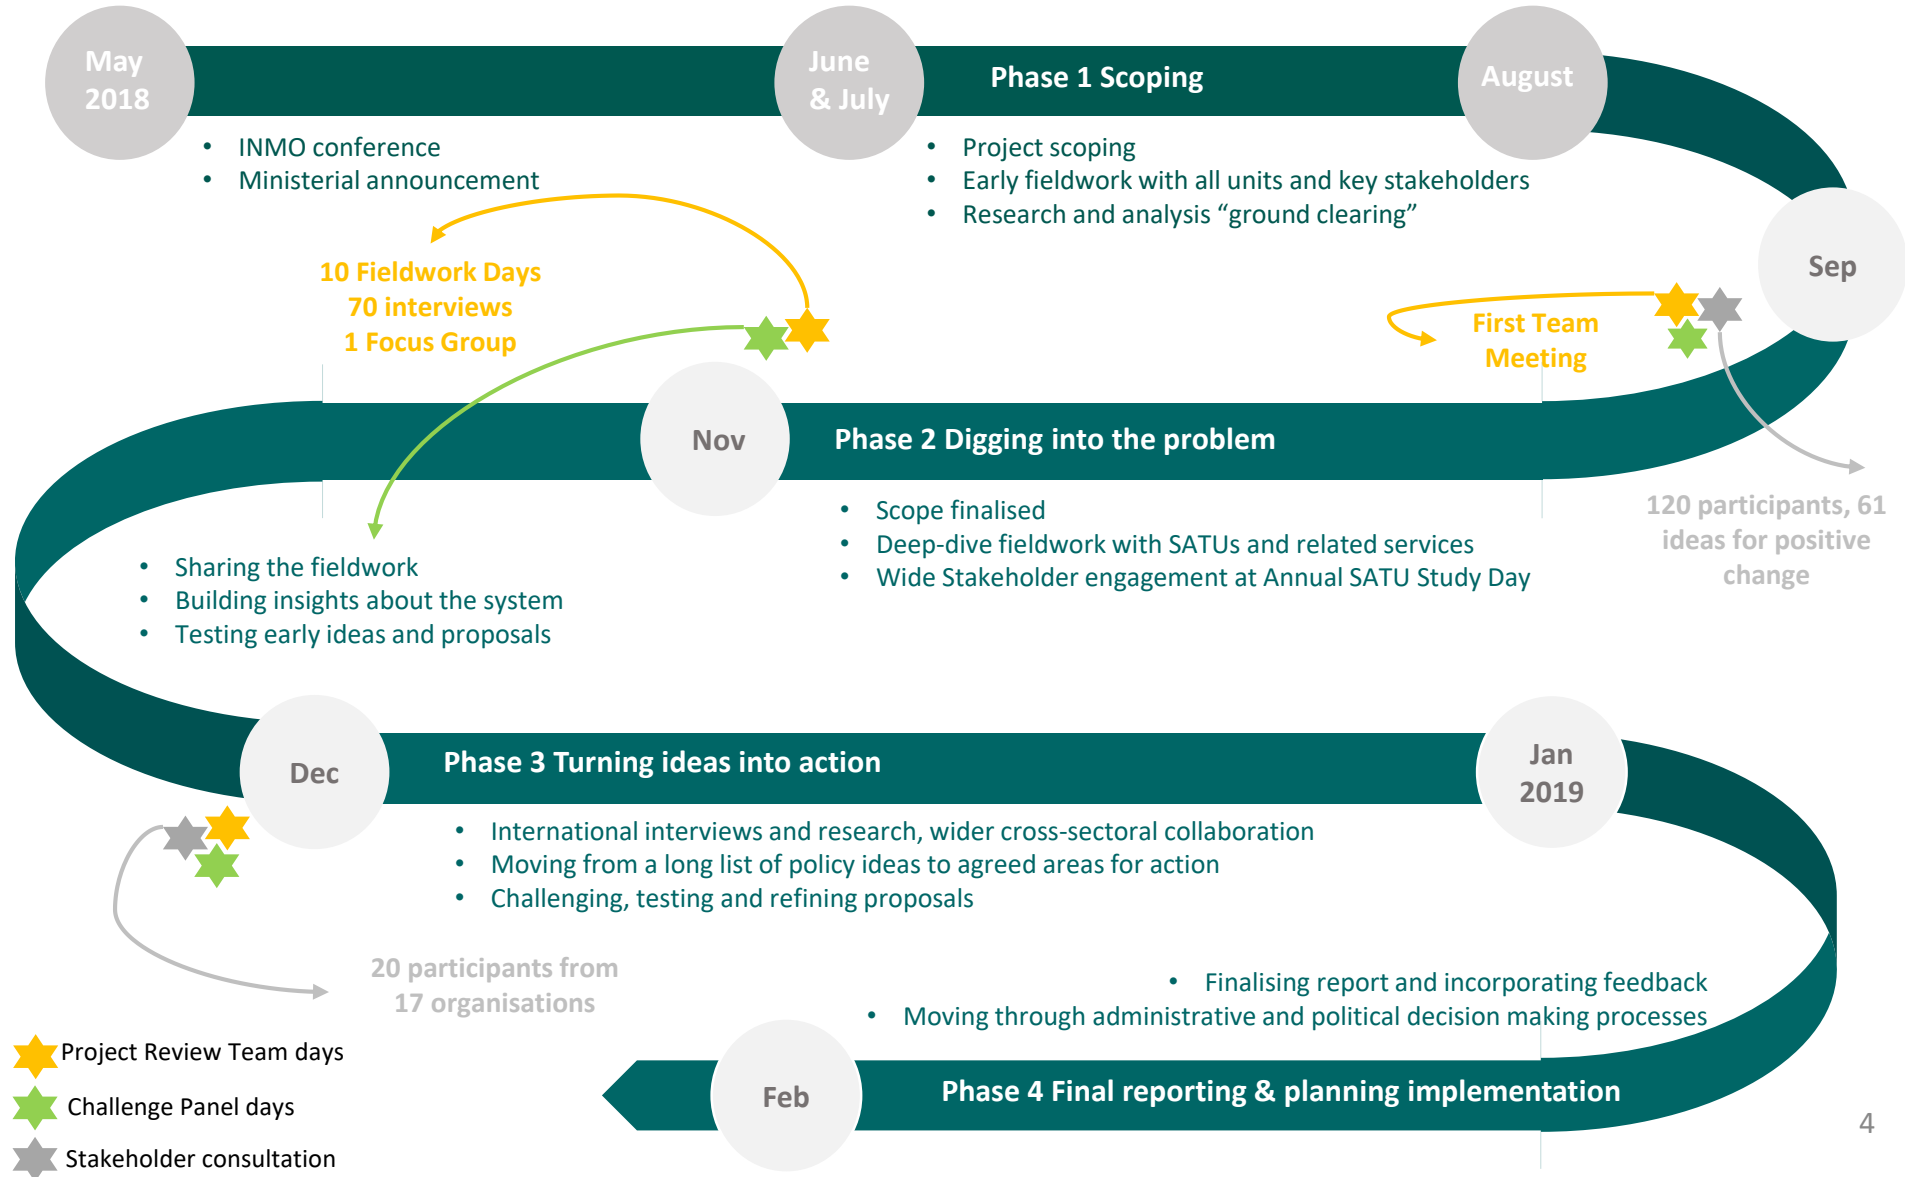 May
2018
June
& July
Phase 1 Scoping
August
• INMO conference
• Ministerial announcement
• Project scoping
• Early fieldwork with all units and key stakeholders
• Research and analysis “ground clearing”
Sep
10 Fieldwork Days
70 interviews
1 Focus Group
First Team
Meeting
Nov
Phase 2 Digging into the problem
• Scope finalised
• Deep-dive fieldwork with SATUs and related services
• Wide Stakeholder engagement at Annual SATU Study Day
120 participants, 61
ideas for positive
change
• Sharing the fieldwork
• Building insights about the system
• Testing early ideas and proposals
Dec
Phase 3 Turning ideas into action
Jan
2019
• International interviews and research, wider cross-sectoral collaboration
• Moving from a long list of policy ideas to agreed areas for action
• Challenging, testing and refining proposals
20 participants from
17 organisations
• Finalising report and incorporating feedback
• Moving through administrative and political decision making processes
Feb
Phase 4 Final reporting & planning implementation
Project Review Team days
Challenge Panel days
Stakeholder consultation
4